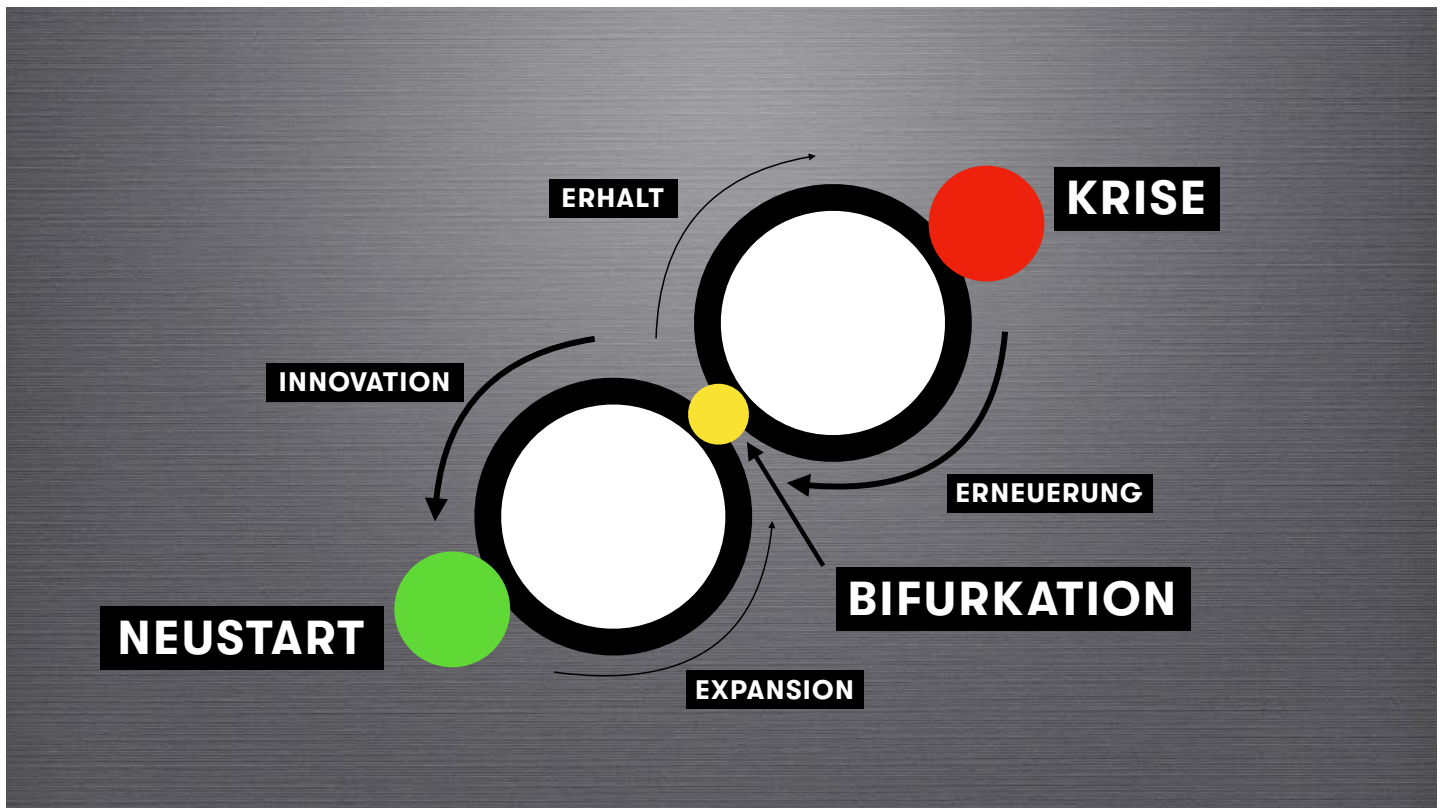 KRISE
ERHALT
INNOVATION
ERNEUERUNG
BIFURKATION
NEUSTART
EXPANSION